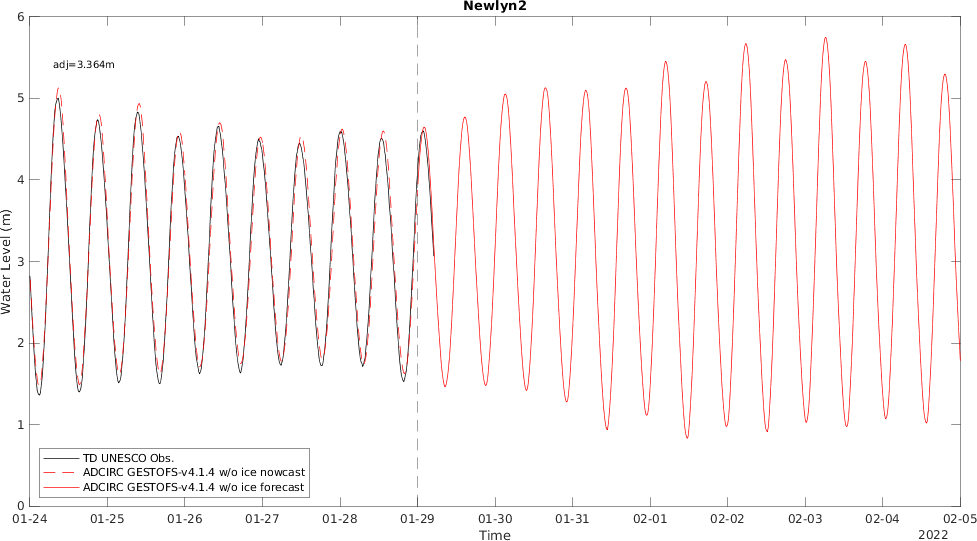 Newlyn2
6
adj=3.364m
5
4
3
Water Level (m)
2
1
TD UNESCO Obs.
ADCIRC GESTOFS-v4.1.4 w/o ice nowcast
ADCIRC GESTOFS-v4.1.4 w/o ice forecast
0
01-24 01-25 01-26 01-27 01-28 01-29 01-30 01-31 02-01 02-02 02-03 02-04 02-05
Time
2022